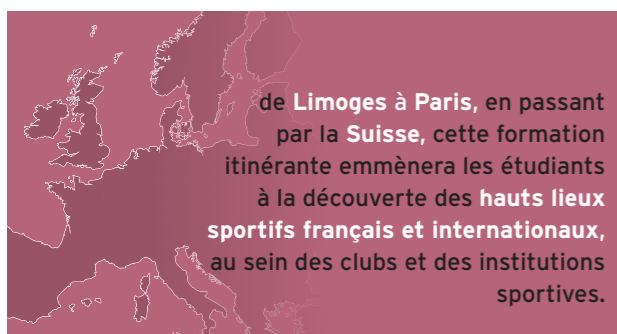 de Limoges à Paris, en passant
par la Suisse, cette formation
itinérante emmènera les étudiants
à la découverte des hauts lieux
sportifs français et internationaux,
au sein des clubs et des institutions
sportives.